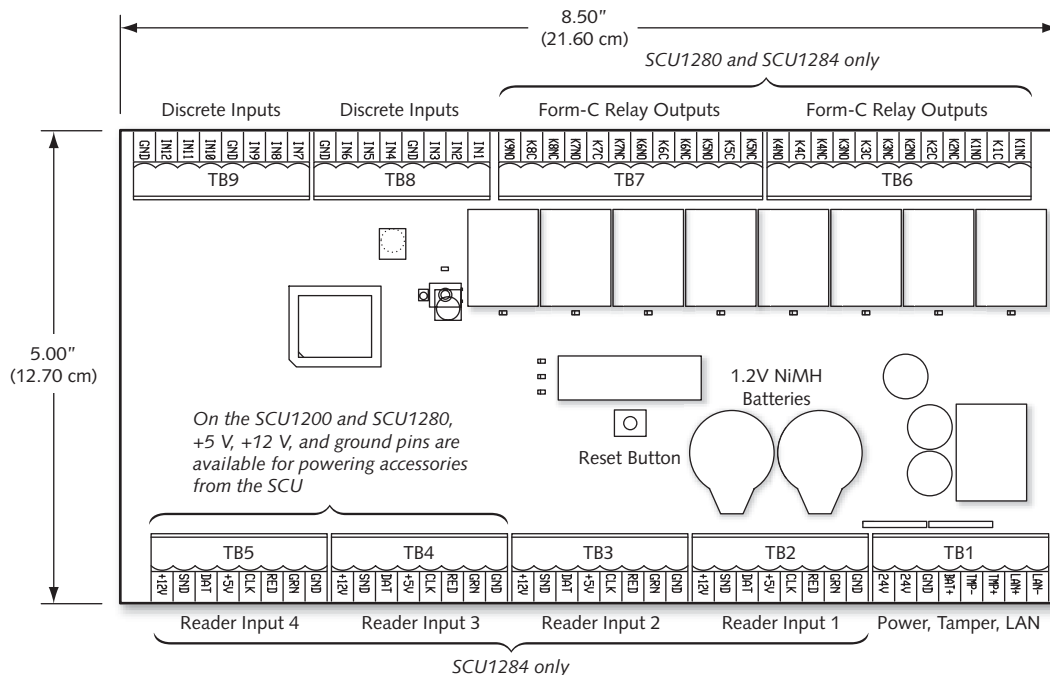 8.50"
(21.60 cm)
SCU1280 and SCU1284 only
Discrete Inputs
Discrete Inputs
Form-C Relay Outputs
Form-C Relay Outputs
GND IN12 IN11 IN10 GND IN9 IN8 IN7
GND IN6 IN5 IN4 GND IN3 IN2 IN1
K9NO K8C K8NC K7NO K7C K7NC K6NO K6C K6NC K5NO K5C K5NC
K4NO K4C K4NC K3NO K3C K3NC K2NO K2C K2NC K1NO K1C K1NC
TB9
TB8
TB7
TB6
5.00"
(12.70 cm)
1.2V NiMH
Batteries
On the SCU1200 and SCU1280,
+5 V, +12 V, and ground pins are
available for powering accessories
from the SCU
Reset Button
TB5
TB4
TB3
TB2
TB1
+12V SND DAT +5V CLK RED GRN GND
+12V SND DAT +5V CLK RED GRN GND
+12V SND DAT +5V CLK RED GRN GND
+12V SND DAT +5V CLK RED GRN GND
24V 24V GND BAT+ TMP- TMP+ LAN+ LAN-
Reader Input 4
Reader Input 3
Reader Input 2
Reader Input 1
Power, Tamper, LAN
SCU1284 only